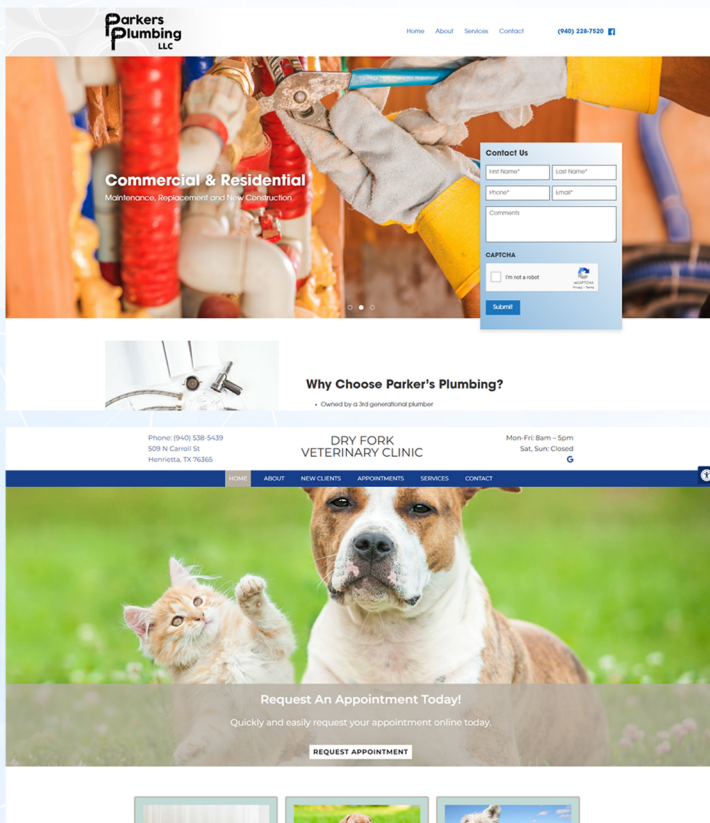 Parkers
Plumbing
LLC
Home About Services Contact (940) 228-7520
Commercial & Residential
Maintenance, Replacement and New Construction
Contact Us
First Name* Last Name*
Phone* Email*
Comments
CAPTCHA
I'm not a robot
reCAPTCHA
Privacy - Terms
Submit
Why Choose Parker's Plumbing?
• Owned by a 3rd generational plumber
Phone: (940) 538-5439
509 N Carroll St
Henrietta, TX 76365
DRY FORK
VETERINARY CLINIC
Mon-Fri: 8am – 5pm
Sat, Sun: Closed
HOME ABOUT NEW CLIENTS APPOINTMENTS SERVICES CONTACT
Request An Appointment Today!
Quickly and easily request your appointment online today.
REQUEST APPOINTMENT